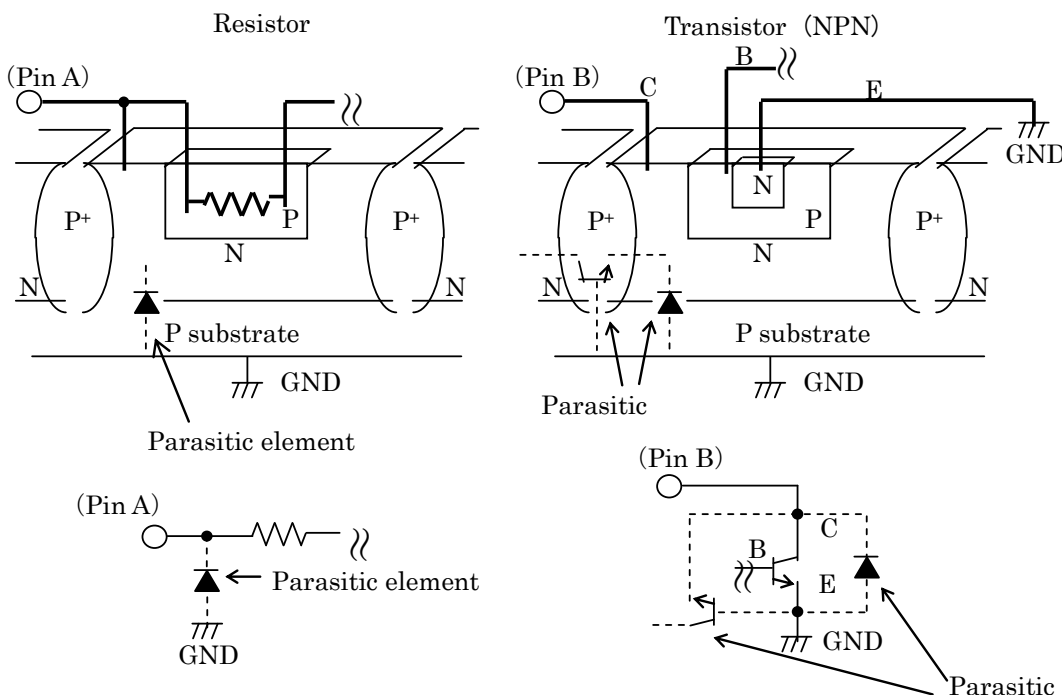 Resistor
(Pin A)
P+
P
P+
N
N
N
P substrate
GND
Parasitic element
(Pin A)
Parasitic element
GND
Transistor (NPN)
(Pin B)
B
C
E
GND
N
P+
P
P+
N
N
N
P substrate
GND
Parasitic
(Pin B)
C
B
E
GND
Parasitic